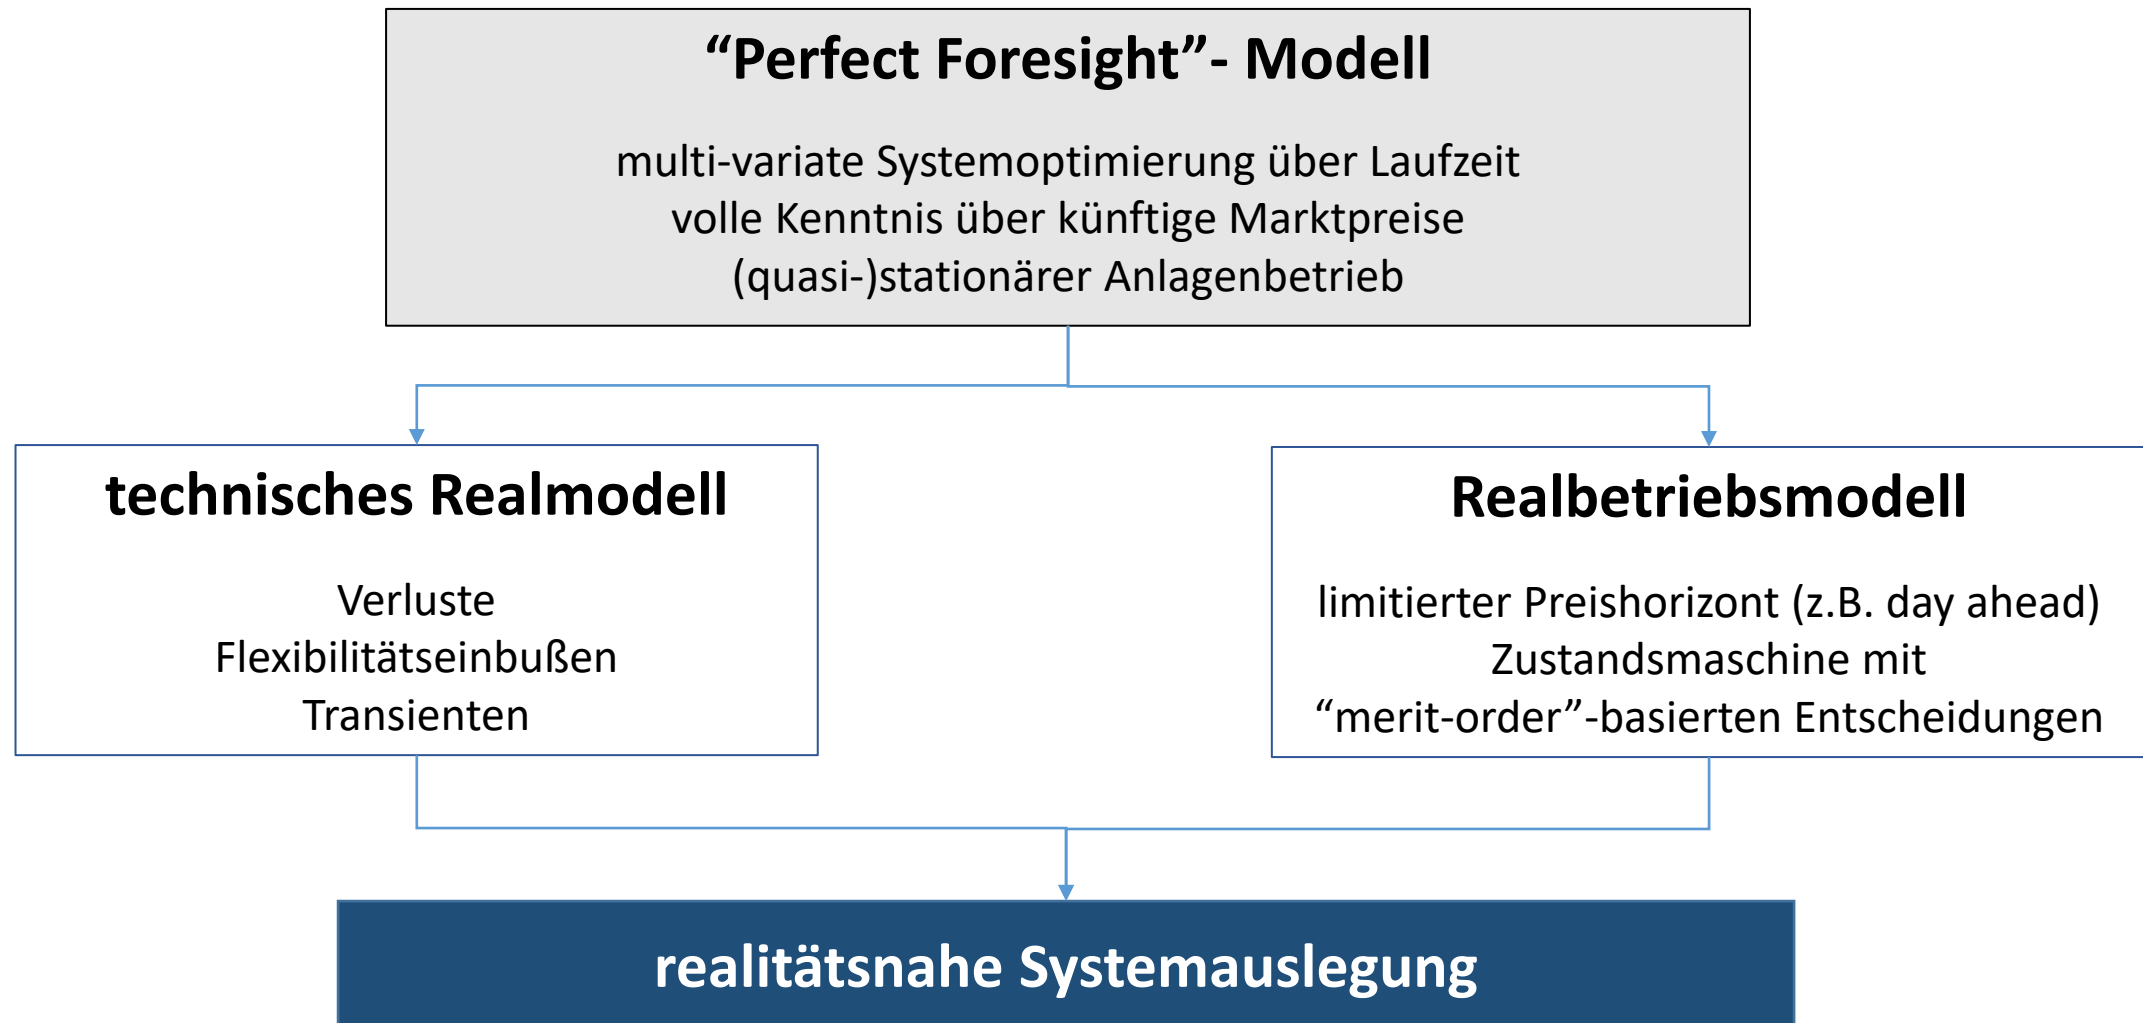 “Perfect Foresight”- Modell
multi-variate Systemoptimierung über Laufzeit
volle Kenntnis über künftige Marktpreise
(quasi-)stationärer Anlagenbetrieb
technisches Realmodell
Verluste
Flexibilitätseinbußen
Transienten
Realbetriebsmodell
limitierter Preishorizont (z.B. day ahead)
Zustandsmaschine mit
“merit-order”-basierten Entscheidungen
realitätsnahe Systemauslegung